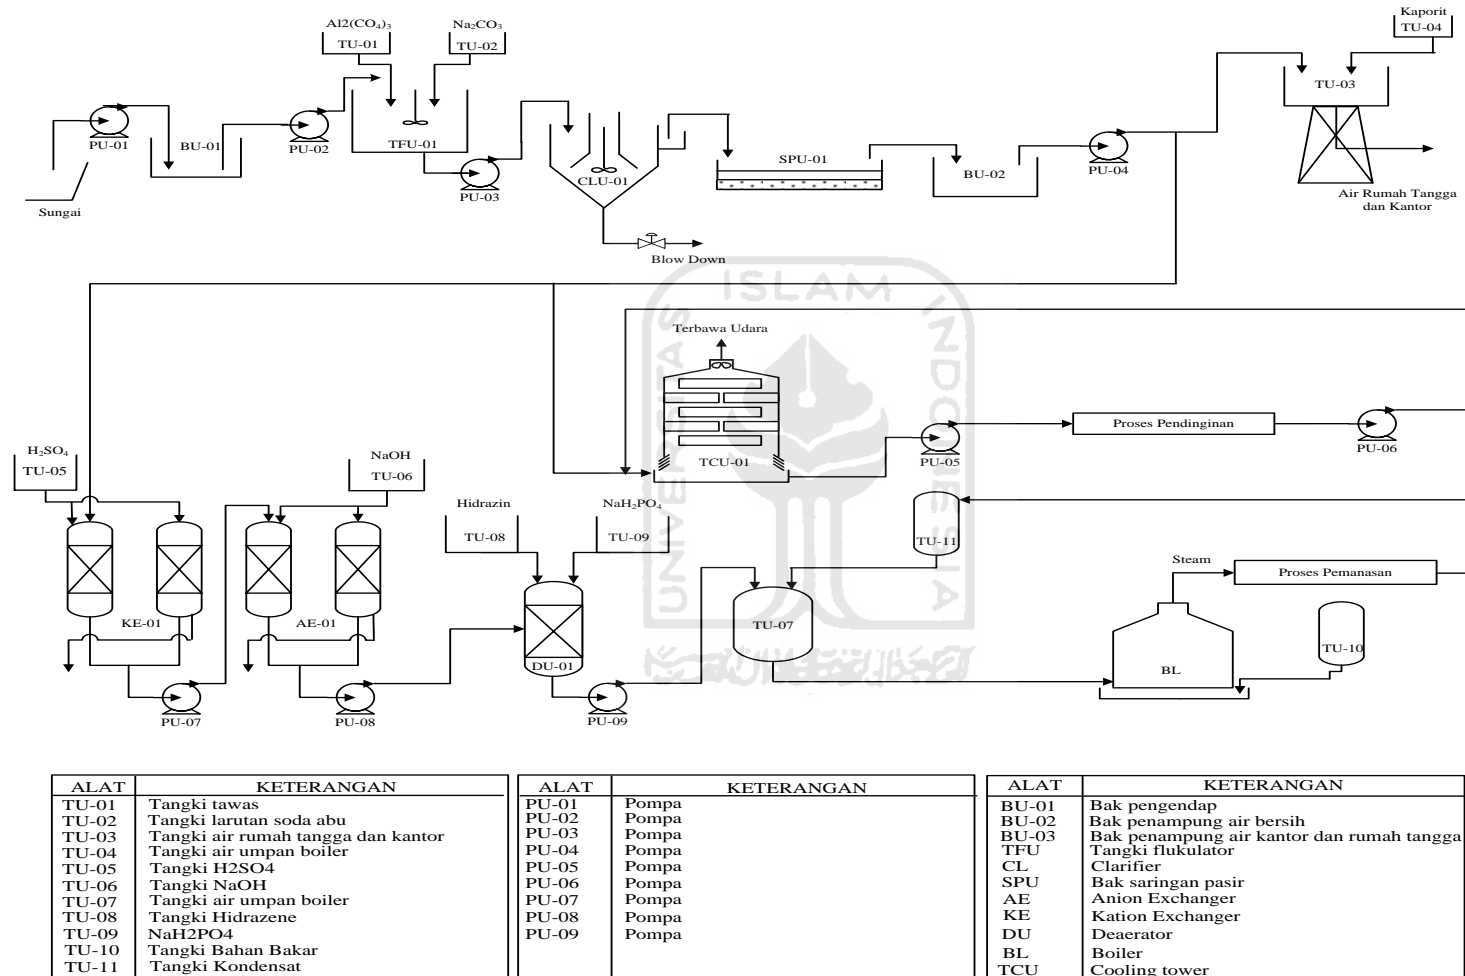 Al2(CO₄)₃
TU-01
Na₂CO₃
TU-02
Kaporit
TU-04
TU-03
PU-01
BU-01
PU-02
TFU-01
PU-03
CLU-01
SPU-01
BU-02
PU-04
Sungai
Air Rumah Tangga
dan Kantor
Blow Down
ISLAM
UNIVERSITAS
INDONESIA
Terbawa Udara
TCU-01
PU-05
Proses Pendinginan
PU-06
H₂SO₄
TU-05
NaOH
TU-06
Hidrazin
TU-08
NaH₂PO₄
TU-09
TU-11
KE-01
AE-01
DU-01
TU-07
Steam
Proses Pemanasan
BL
TU-10
PU-07
PU-08
PU-09
ALAT KETERANGAN
TU-01 Tangki tawas
TU-02 Tangki larutan soda abu
TU-03 Tangki air rumah tangga dan kantor
TU-04 Tangki air umpan boiler
TU-05 Tangki H2SO4
TU-06 Tangki NaOH
TU-07 Tangki air umpan boiler
TU-08 Tangki Hidrazene
TU-09 NaH2PO4
TU-10 Tangki Bahan Bakar
TU-11 Tangki Kondensat
ALAT KETERANGAN
PU-01 Pompa
PU-02 Pompa
PU-03 Pompa
PU-04 Pompa
PU-05 Pompa
PU-06 Pompa
PU-07 Pompa
PU-08 Pompa
PU-09 Pompa
ALAT KETERANGAN
BU-01 Bak pengendap
BU-02 Bak penampung air bersih
BU-03 Bak penampung air kantor dan rumah tangga
TFU Tangki flukulator
CL Clarifier
SPU Bak saringan pasir
AE Anion Exchanger
KE Kation Exchanger
DU Deaerator
BL Boiler
TCU Cooling tower